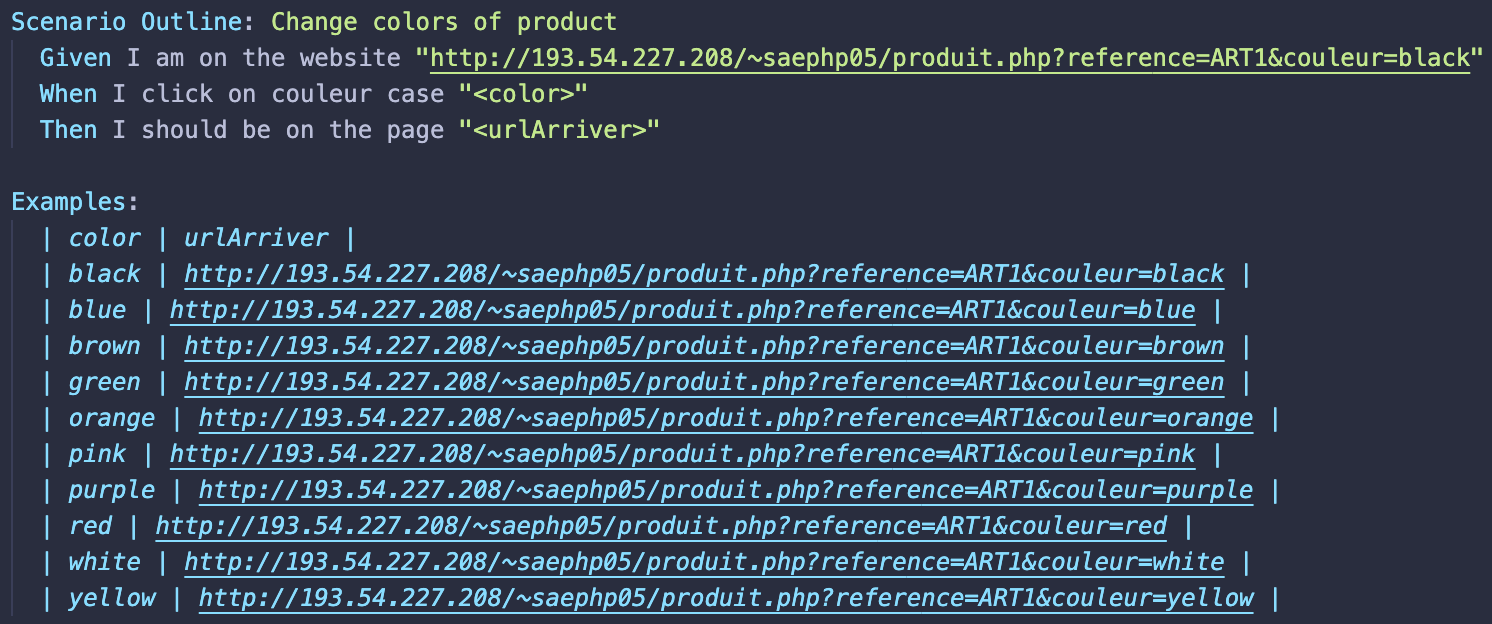 Scenario Outline: Change colors of product
Given I am on the website "http://193.54.227.208/~saephp05/produit.php?reference=ART1&couleur=black"
When I click on couleur case "<color>"
Then I should be on the page "<urlArriver>"
Examples:
| color | urlArriver |
| black | http://193.54.227.208/~saephp05/produit.php?reference=ART1&couleur=black |
| blue | http://193.54.227.208/~saephp05/produit.php?reference=ART1&couleur=blue |
| brown | http://193.54.227.208/~saephp05/produit.php?reference=ART1&couleur=brown |
| green | http://193.54.227.208/~saephp05/produit.php?reference=ART1&couleur=green |
| orange | http://193.54.227.208/~saephp05/produit.php?reference=ART1&couleur=orange |
| pink | http://193.54.227.208/~saephp05/produit.php?reference=ART1&couleur=pink |
| purple | http://193.54.227.208/~saephp05/produit.php?reference=ART1&couleur=purple |
| red | http://193.54.227.208/~saephp05/produit.php?reference=ART1&couleur=red |
| white | http://193.54.227.208/~saephp05/produit.php?reference=ART1&couleur=white |
| yellow | http://193.54.227.208/~saephp05/produit.php?reference=ART1&couleur=yellow |